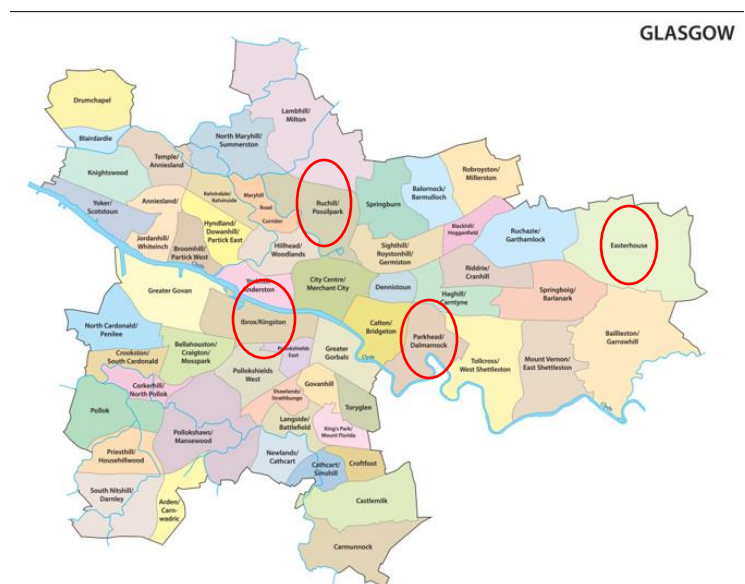 GLASGOW
Drumchapel
Blairdardie
Knightswood
Yoker/
Scotstoun
Temple/
Anniesland
North Maryhill/
Summerston
Lambhill/
Milton
Anniesland/
Jordanhill/
Whiteinch
Broomhill/
Partick West
Kelvindale/
Kelvinside
Hyndland/
Dowanhill/
Partick East
Maryhill
Road
Corridor
Ruchill/
Possilpark
Hillhead/
Woodlands
Springburn
Balornock/
Barmulloch
Robroyston/
Millerston
Blackhill/
Hogganfield
Ruchazie/
Garthamlock
Easterhouse
Sighthill/
Roystonhill/
Germiston
Riddrie/
Cranhill
Clyde
Greater Govan
Anderston
City Centre/
Merchant City
Dennistoun
Haghill/
Carntyne
Springboig/
Barlanark
Ibrox/Kingston
Calton/
Bridgeton
Parkhead/
Dalmarnock
Baillieston/
Garrowhill
North Cardonald/
Penilee
Bellahouston/
Craigton/
Mosspark
Pollokshields
East
Greater
Gorbals
Clyde
Tollcross/
West Shettleston
Mount Vernon/
East Shettleston
Clyde
Crookston/
South Cardonald
Pollokshields
West
Corkerhill/
North Pollok
Govanhill
Shawlands/
Strathbungo
Toryglen
Pollok
Langside/
Battlefield
King's Park/
Mount Florida
Pollokshaws/
Mansewood
Priesthill/
Househillwood
Newlands/
Cathcart
Cathcart/
Simshill
Croftfoot
South Nitshill/
Darnley
Arden/
Carn-
wadric
Castlemilk
Carmunnock